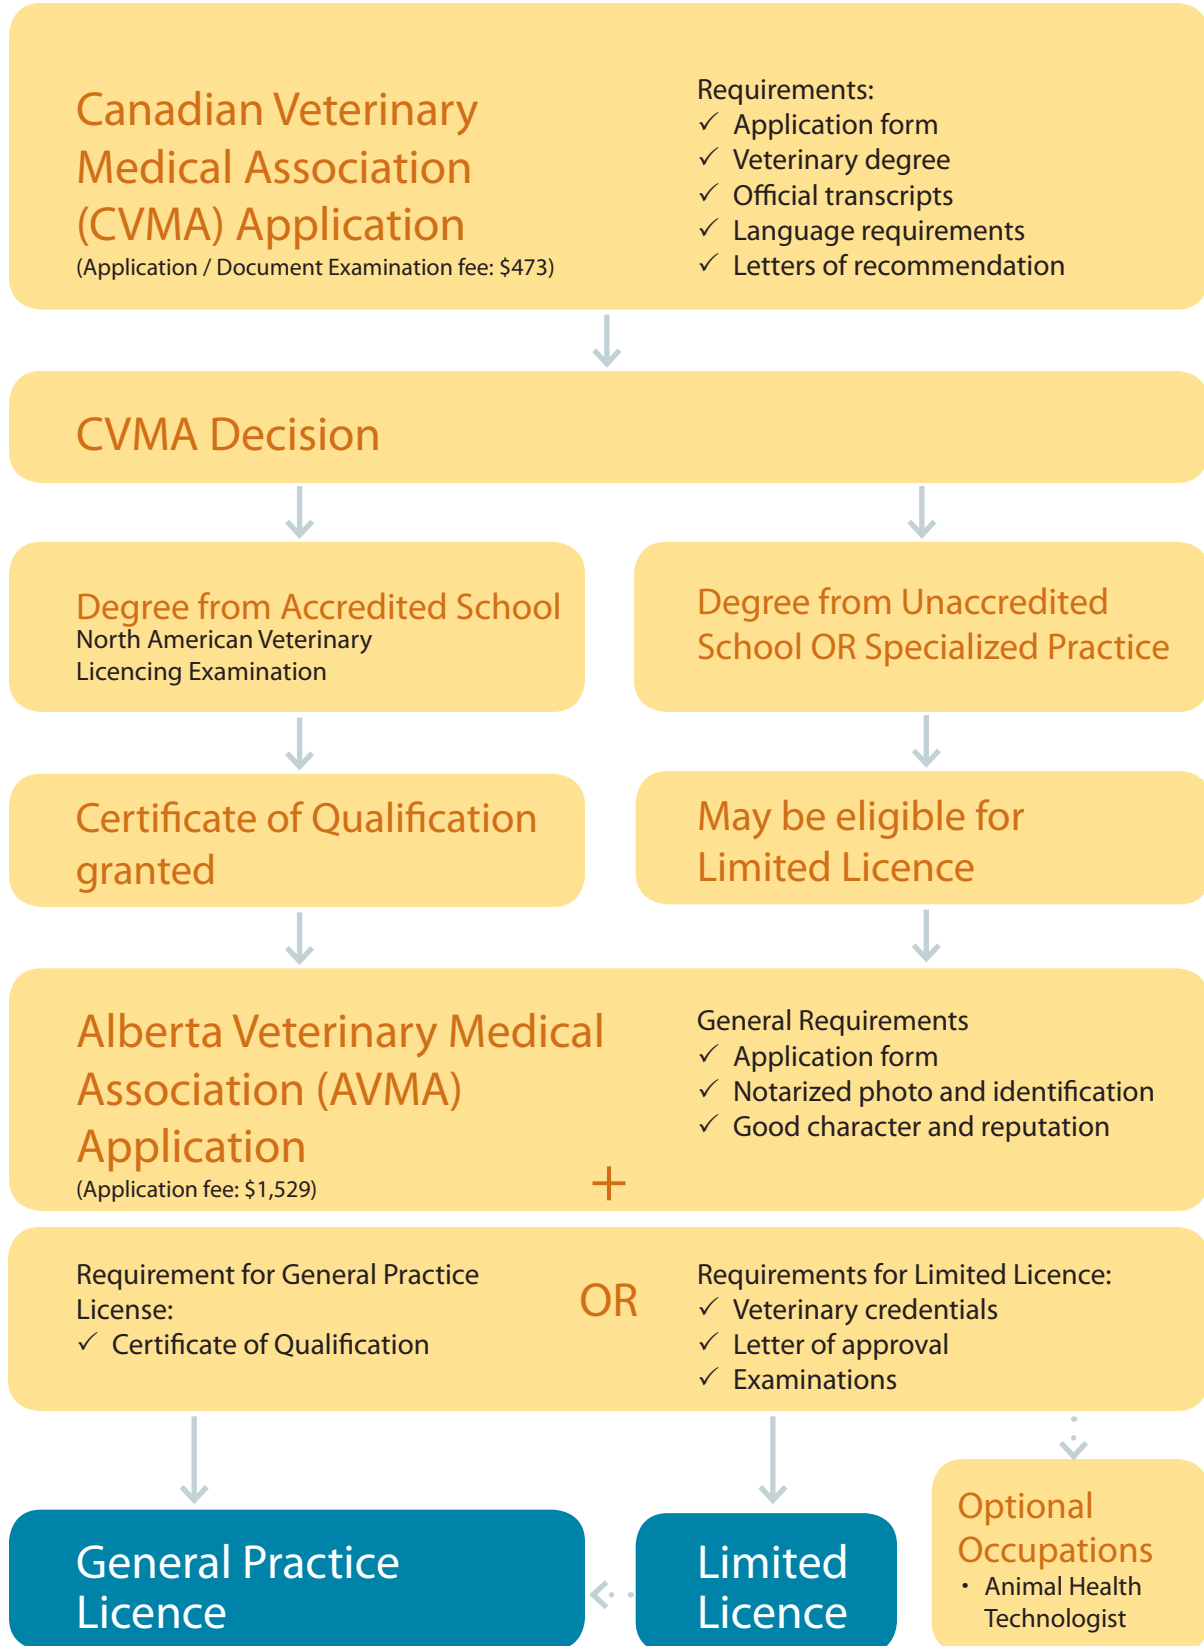 Canadian Veterinary
Medical Association
(CVMA) Application
(Application / Document Examination fee: $473)
Requirements:
✓ Application form
✓ Veterinary degree
✓ Official transcripts
✓ Language requirements
✓ Letters of recommendation
CVMA Decision
Degree from Accredited School
North American Veterinary
Licencing Examination
Degree from Unaccredited
School OR Specialized Practice
Certificate of Qualification
granted
May be eligible for
Limited Licence
Alberta Veterinary Medical
Association (AVMA)
Application
(Application fee: $1,529)
General Requirements
✓ Application form
✓ Notarized photo and identification
✓ Good character and reputation
+
Requirement for General Practice
License:
✓ Certificate of Qualification
OR
Requirements for Limited Licence:
✓ Veterinary credentials
✓ Letter of approval
✓ Examinations
General Practice
Licence
Limited
Licence
Optional
Occupations
• Animal Health
Technologist